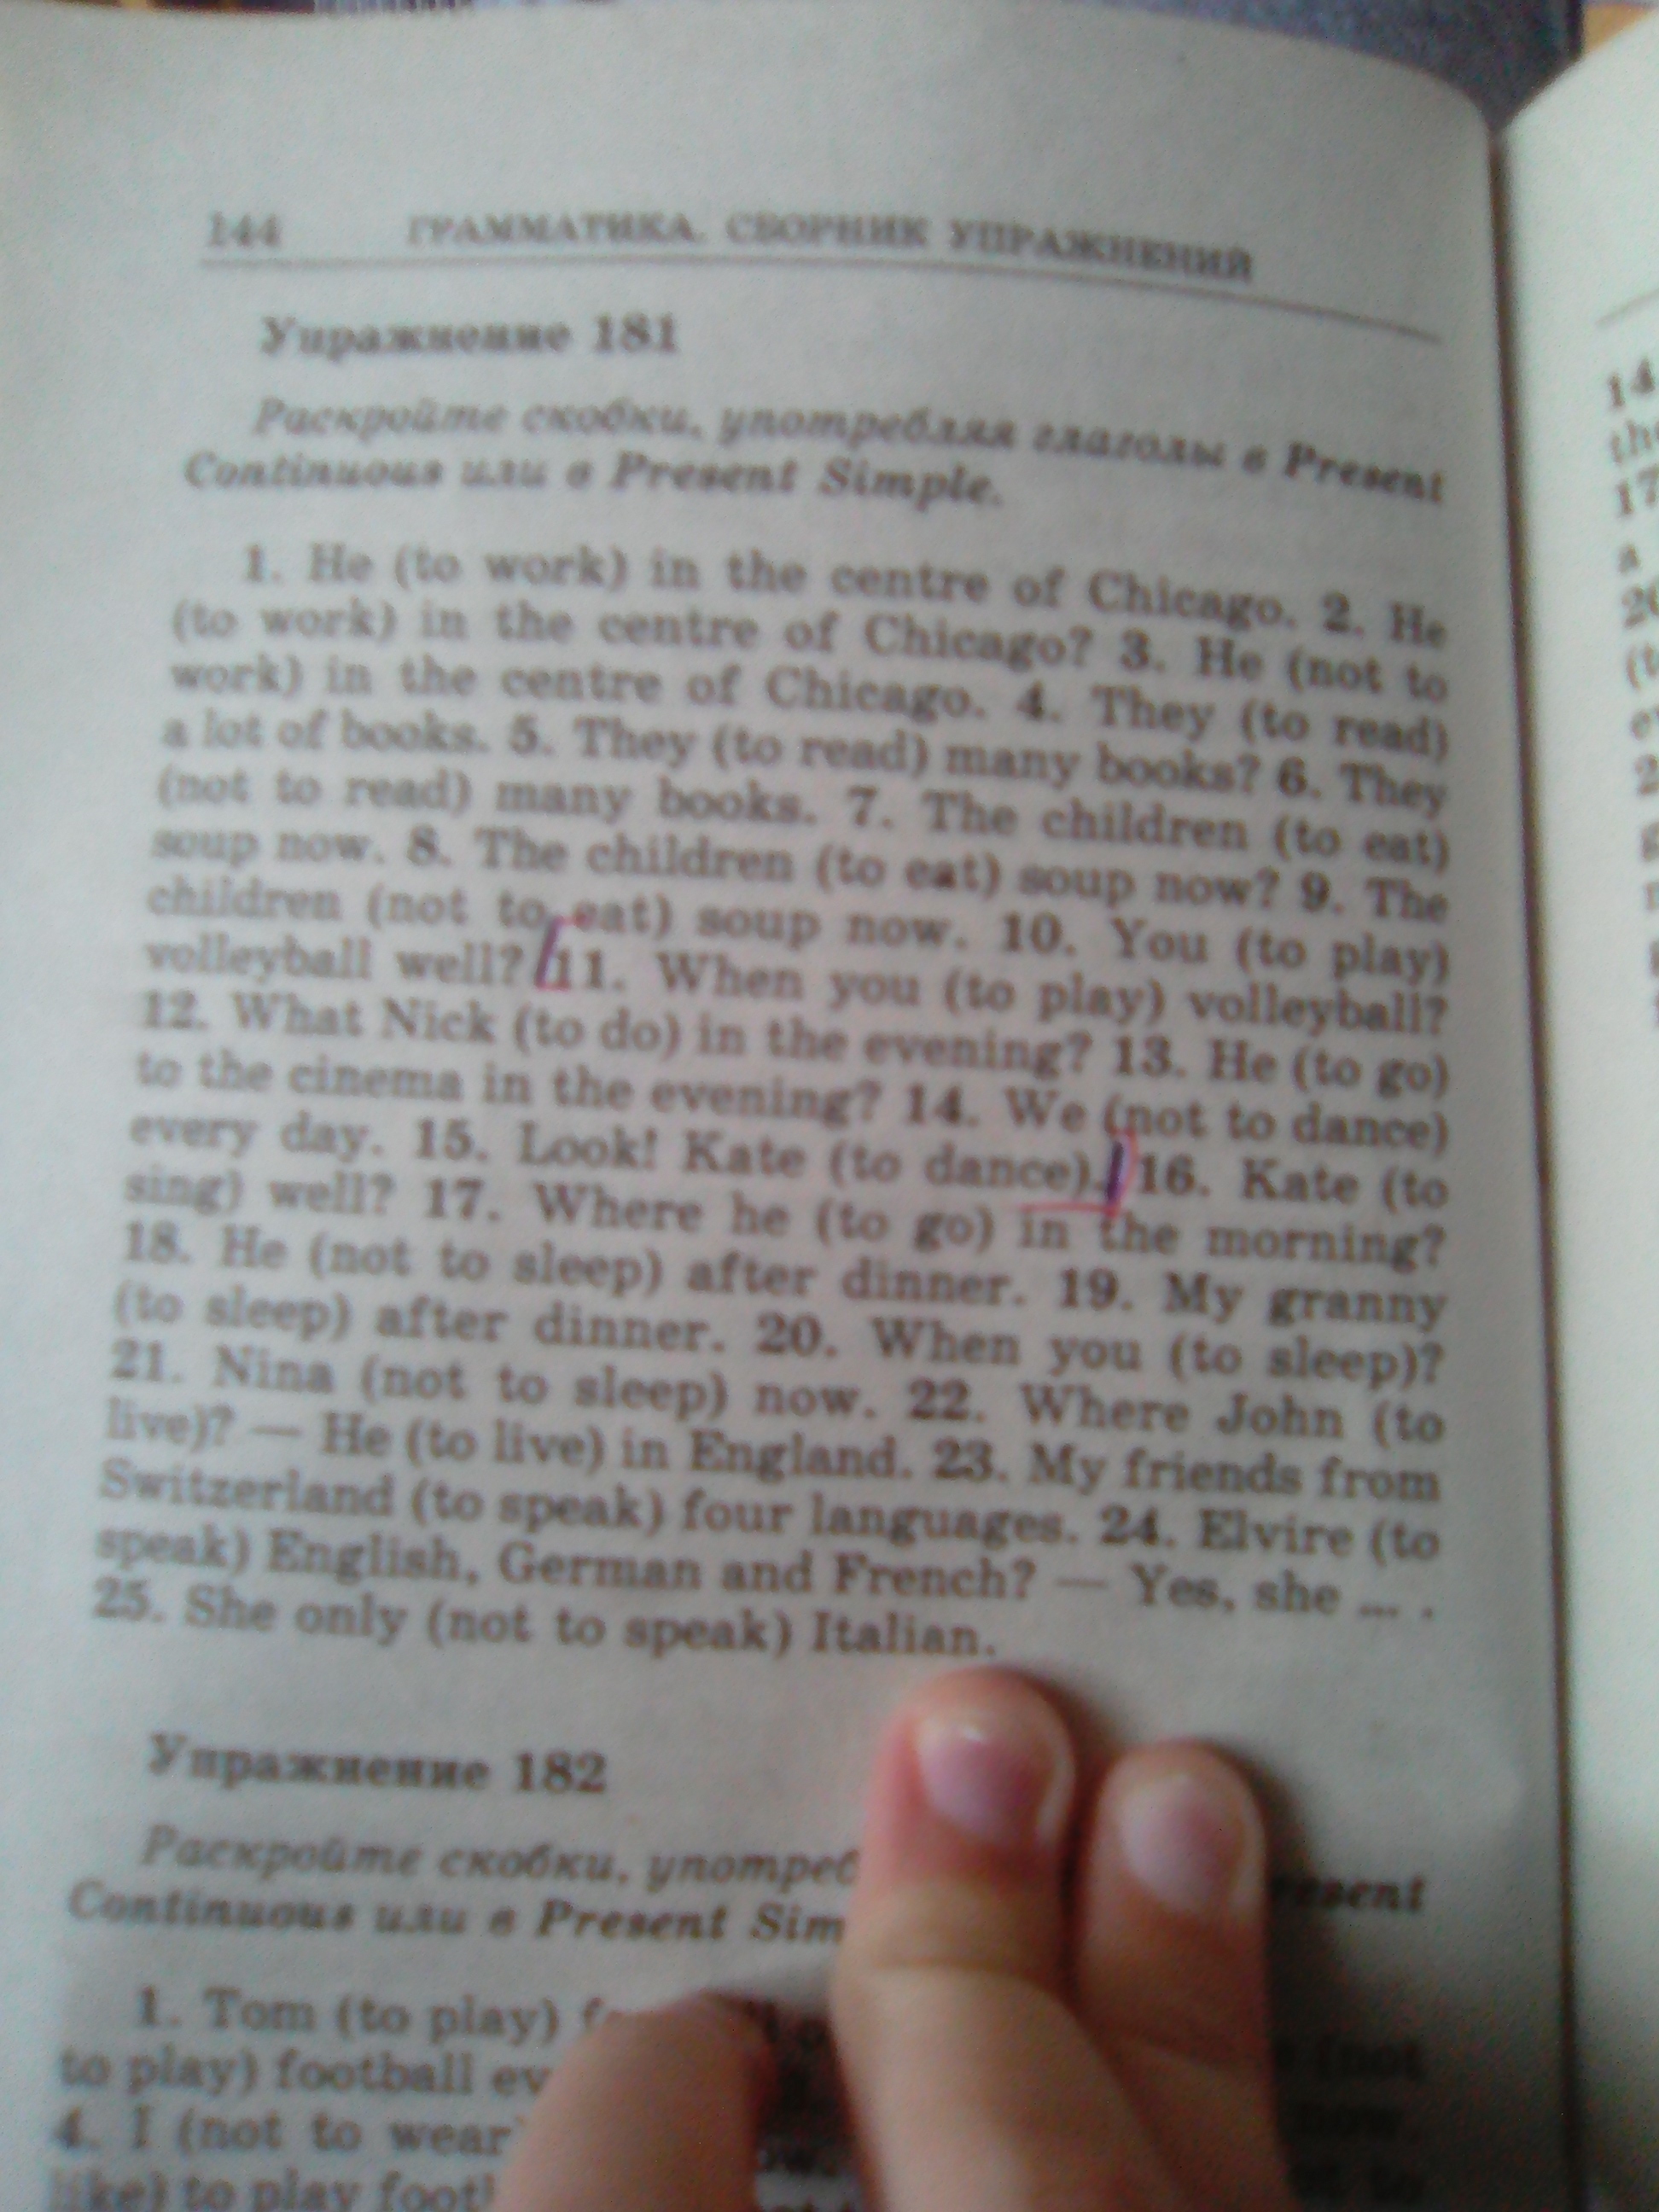 144 ГРАММАТИКА. СБОРНИК УПРАЖНЕНИЙ
Упражнение 181
Раскройте скобки, употребляя глаголы в Present
Continuous или в Present Simple.
1. He (to work) in the centre of Chicago. 2. He
(to work) in the centre of Chicago? 3. He (not to
work) in the centre of Chicago. 4. They (to read)
a lot of books. 5. They (to read) many books? 6. They
(not to read) many books. 7. The children (to eat)
soup now. 8. The children (to eat) soup now? 9. The
children (not to eat) soup now. 10. You (to play)
volleyball well? 11. When you (to play) volleyball?
12. What Nick (to do) in the evening? 13. He (to go)
to the cinema in the evening? 14. We (not to dance)
every day. 15. Look! Kate (to dance). 16. Kate (to
sing) well? 17. Where he (to go) in the morning?
18. He (not to sleep) after dinner. 19. My granny
(to sleep) after dinner. 20. When you (to sleep)?
21. Nina (not to sleep) now. 22. Where John (to
live)? — He (to live) in England. 23. My friends from
Switzerland (to speak) four languages. 24. Elvire (to
speak) English, German and French? — Yes, she ... .
25. She only (not to speak) Italian.
Упражнение 182
Раскройте скобки,
Continuous или в Present
1. Tom (to play) (not
to play) football
4. I (not to wear) to
like) to play
14
17
a